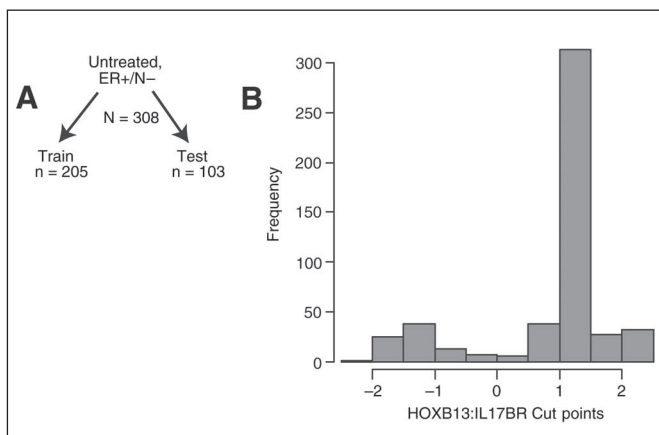 A
Untreated,
ER+/N−
N = 308
Train
n = 205
Test
n = 103
B
Frequency
300
250
200
150
100
50
0
−2
−1
0
1
2
HOXB13:IL17BR Cut points